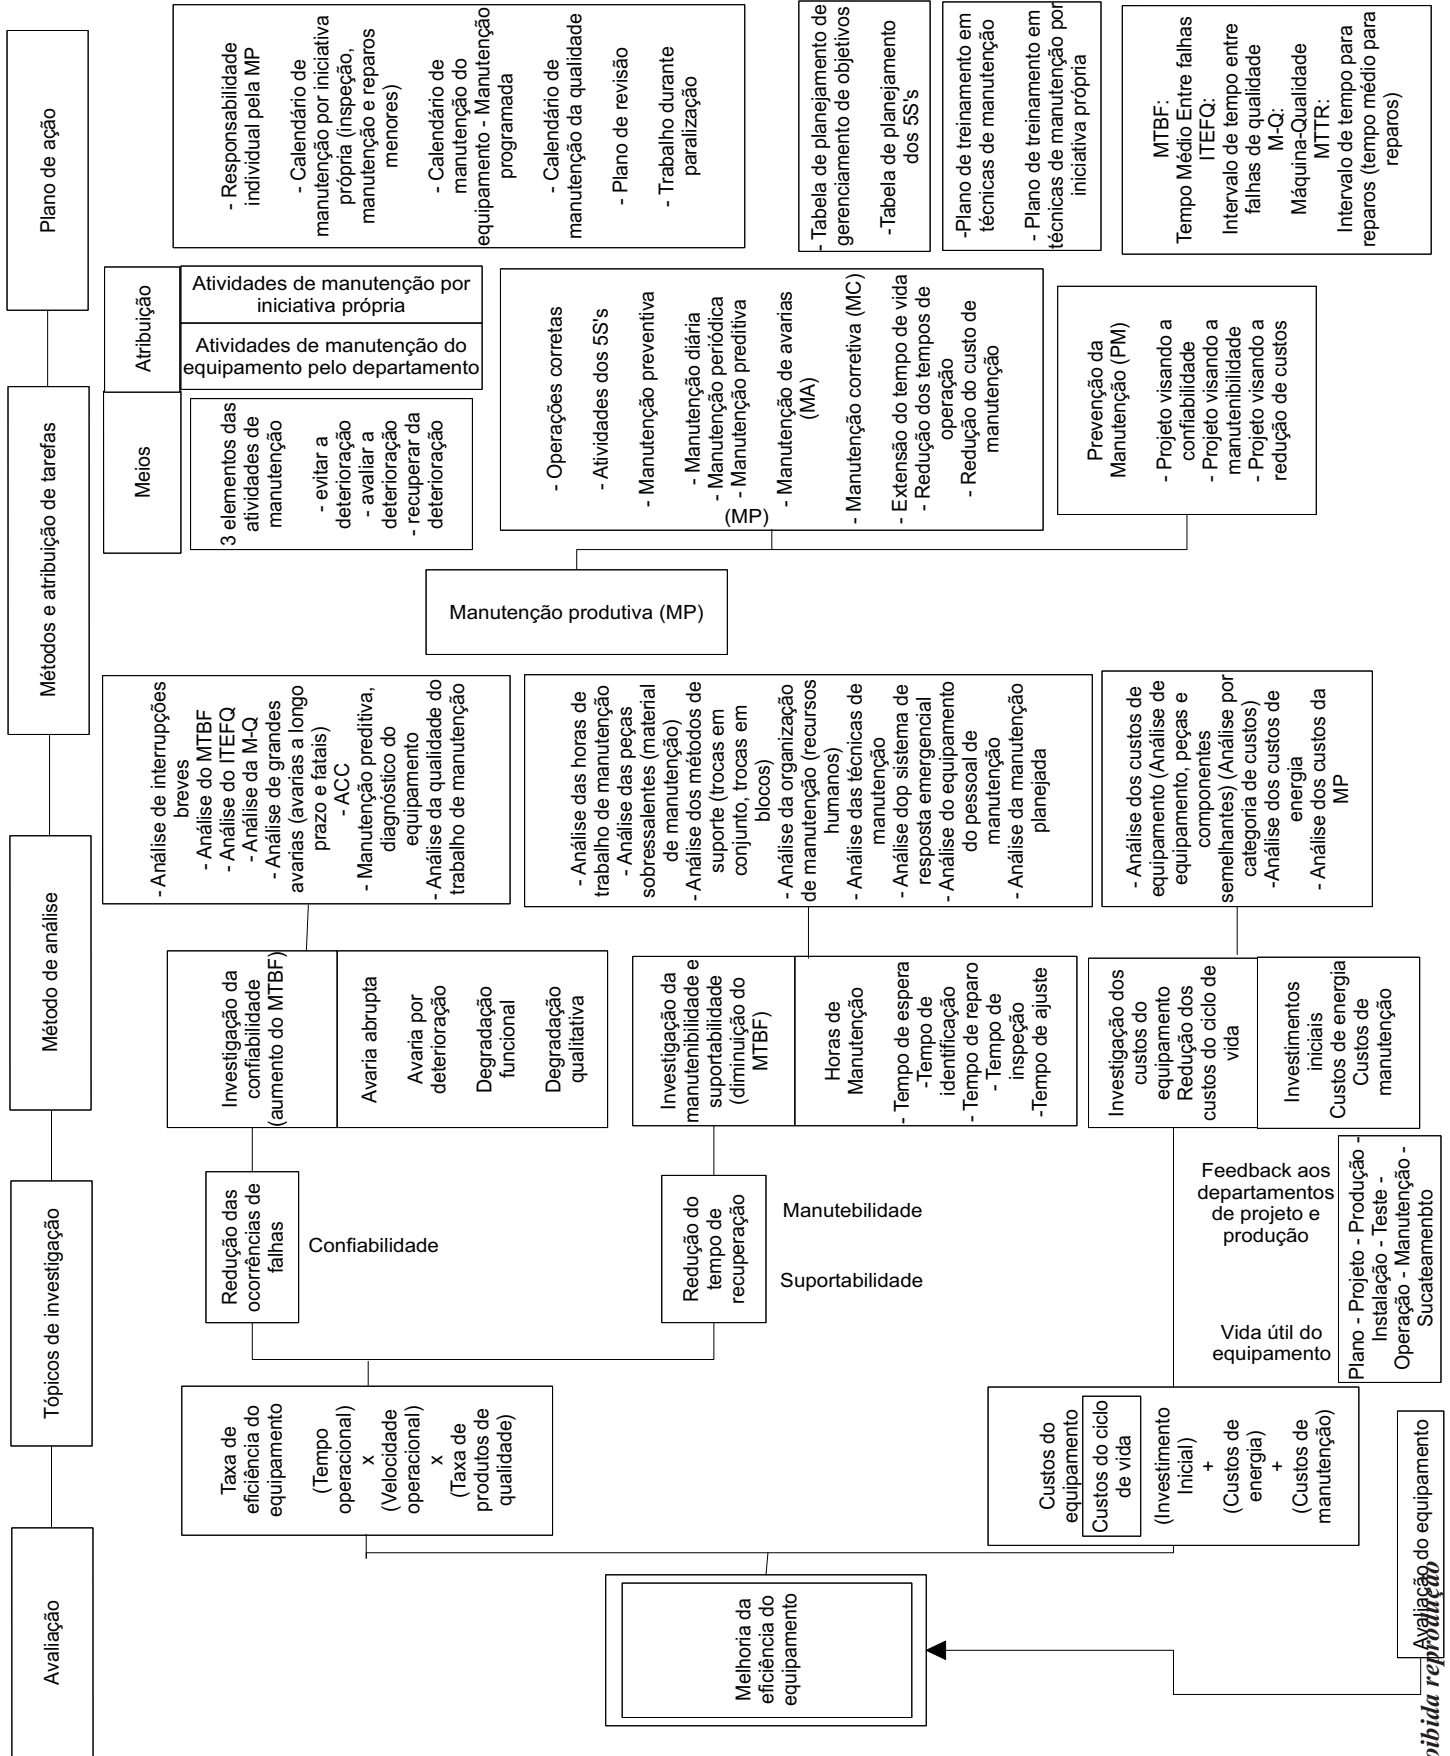 Avaliação
Tópicos de investigação
Método de análise
Métodos e atribuição de tarefas
Plano de ação
Melhoria da
eficiência do
equipamento
Taxa de
eficiência do
equipamento
(Tempo
operacional)
x
(Velocidade
operacional)
x
(Taxa de
produtos de
qualidade)
Custos do
equipamento
Custos do ciclo
de vida
(Investimento
Inicial)
+
(Custos de
energia)
+
(Custos de
manutenção)
Avaliação do equipamento
Redução das
ocorrências de
falhas
Confiabilidade
Redução do
tempo de
recuperação
Manutebilidade
Suportabilidade
Feedback aos
departamentos
de projeto e
produção
Vida útil do
equipamento
Plano - Projeto - Produção -
Instalação - Teste -
Operação - Manutenção -
Sucateamenbto
Investigação da
confiabilidade
(aumento do MTBF)
Avaria abrupta
Avaria por
deterioração
Degradação
funcional
Degradação
qualitativa
Investigação da
manutenibilidade e
suportabilidade
(diminuição do
MTBF)
Horas de
Manutenção
- Tempo de espera
-Tempo de
identificação
- Tempo de reparo
- Tempo de
inspeção
-Tempo de ajuste
Investigação dos
custos do
equipamento
Redução dos
custos do ciclo de
vida
Investimentos
iniciais
Custos de energia
Custos de
manutenção
- Análise de interrupções
breves
- Análise do MTBF
- Análise do ITEFQ
- Análise da M-Q
- Análise de grandes
avarias (avarias a longo
prazo e fatais)
- ACC
- Manutenção preditiva,
diagnóstico do
equipamento
- Análise da qualidade do
trabalho de manutenção
- Análise das horas de
trabalho de manutenção
- Análise das peças
sobressalentes (material
de manutenção)
- Análise dos métodos de
suporte (trocas em
conjunto, trocas em
blocos)
- Análise da organização
de manutenção (recursos
humanos)
- Análise das técnicas de
manutenção
- Análise dop sistema de
resposta emergencial
- Análise do equipamento
do pessoal de
manutenção
- Análise da manutenção
planejada
- Análise dos custos de
equipamento (Análise de
equipamento, peças e
componentes
semelhantes) (Análise por
categoria de custos)
-Análise dos custos de
energia
- Análise dos custos da
MP
Manutenção produtiva (MP)
Meios
Atribuição
3 elementos das
atividades de
manutenção
- evitar a
deterioração
- avaliar a
deterioração
- recuperar da
deterioração
Atividades de manutenção por
iniciativa própria
Atividades de manutenção do
equipamento pelo departamento
- Operações corretas
- Atividades dos 5S's
- Manutenção preventiva
(MP)
- Manutenção diária
- Manutenção periódica
- Manutenção preditiva
- Manutenção de avarias
(MA)
- Manutenção corretiva (MC)
- Extensão do tempo de vida
- Redução dos tempos de
operação
- Redução do custo de
manutenção
Prevenção da
Manutenção (PM)
- Projeto visando a
confiabilidade
- Projeto visando a
manutenibilidade
- Projeto visando a
redução de custos
- Responsabilidade
individual pela MP
- Calendário de
manutenção por iniciativa
própria (inspeção,
manutenção e reparos
menores)
- Calendário de
manutenção do
equipamento - Manutenção
programada
- Calendário de
manutenção da qualidade
- Plano de revisão
- Trabalho durante
paralização
- Tabela de planejamento de
gerenciamento de objetivos
-Tabela de planejamento
dos 5S's
-Plano de treinamento em
técnicas de manutenção
- Plano de treinamento em
técnicas de manutenção por
iniciativa própria
MTBF:
Tempo Médio Entre falhas
ITEFQ:
Intervalo de tempo entre
falhas de qualidade
M-Q:
Máquina-Qualidade
MTTR:
Intervalo de tempo para
reparos (tempo médio para
reparos)
oibida reprodução